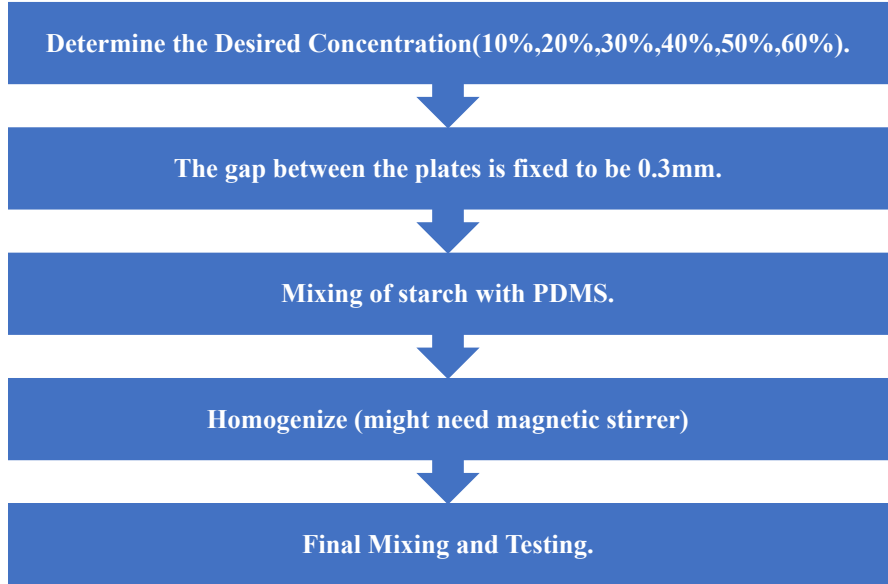 Determine the Desired Concentration(10%,20%,30%,40%,50%,60%).
The gap between the plates is fixed to be 0.3mm.
Mixing of starch with PDMS.
Homogenize (might need magnetic stirrer)
Final Mixing and Testing.